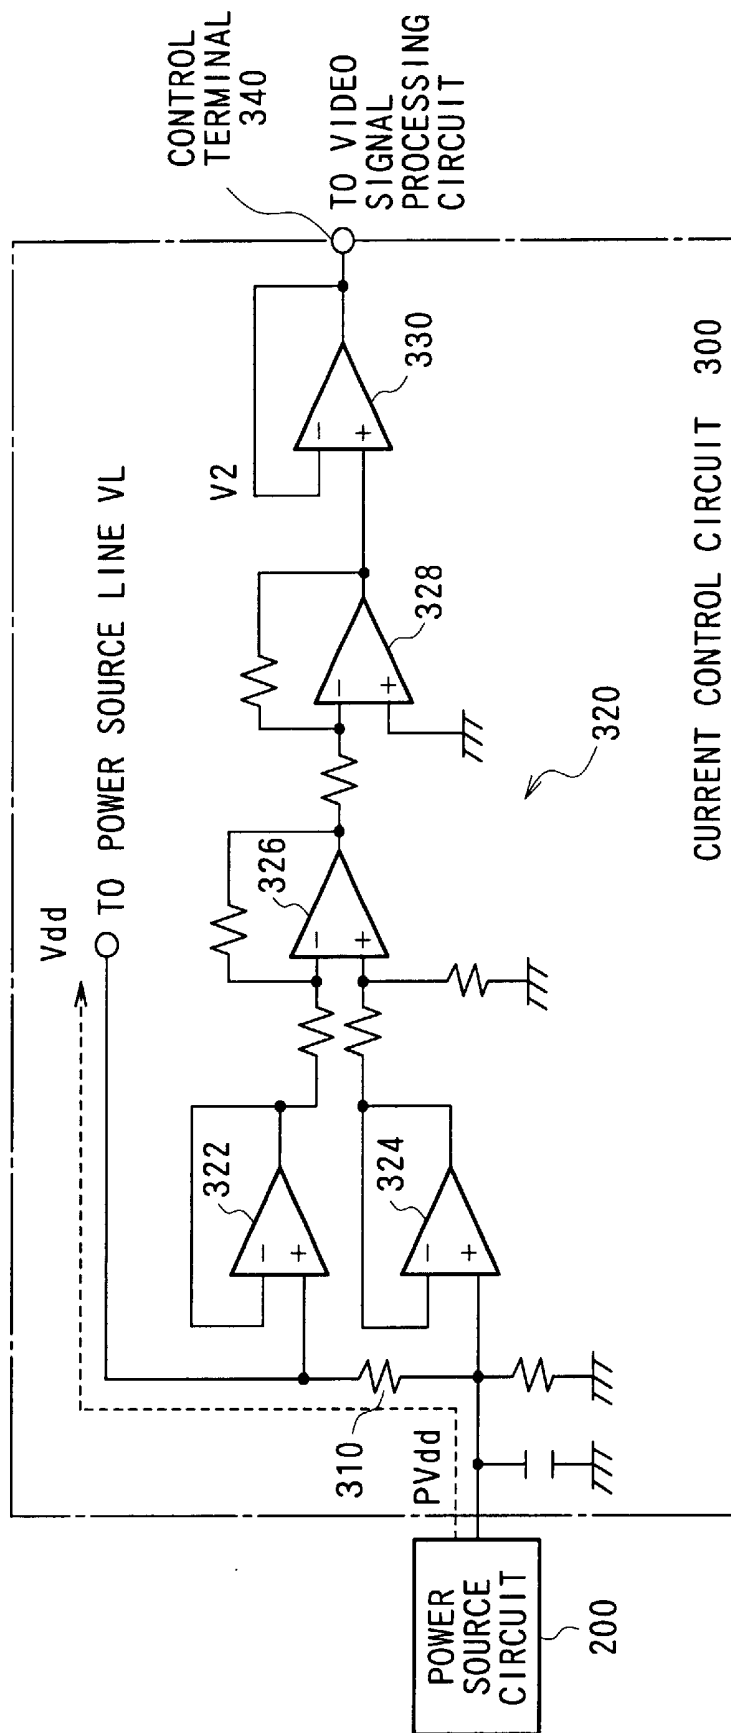 CONTROL
TERMINAL
340
TO VIDEO
SIGNAL
PROCESSING
CIRCUIT
Vdd
TO POWER SOURCE LINE VL
V2
330
328
326
322
324
320
310
PVdd
POWER
SOURCE
CIRCUIT
200
CURRENT CONTROL CIRCUIT 300
−
+
−
+
−
+
−
+
−
+